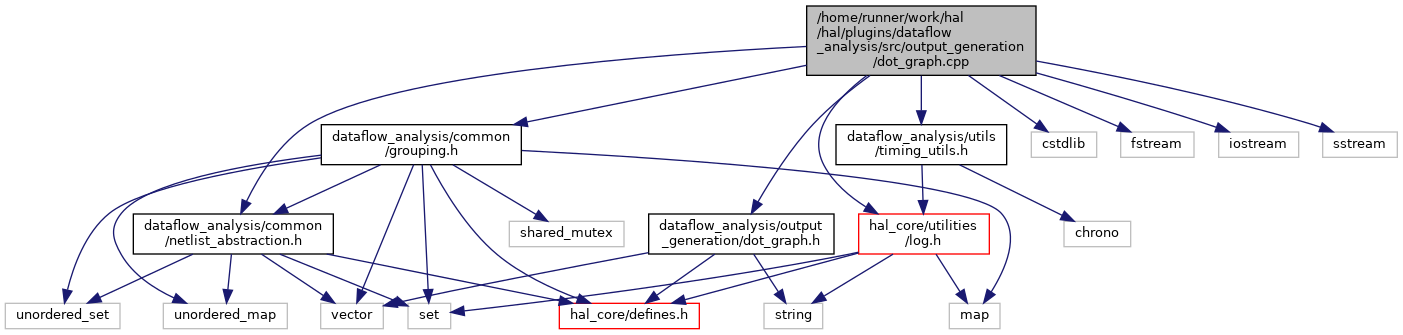 /home/runner/work/hal
/hal/plugins/dataflow
_analysis/src/output_generation
/dot_graph.cpp
dataflow_analysis/common
/grouping.h
dataflow_analysis/utils
/timing_utils.h
cstdlib
fstream
iostream
sstream
dataflow_analysis/common
/netlist_abstraction.h
shared_mutex
dataflow_analysis/output
_generation/dot_graph.h
hal_core/utilities
/log.h
chrono
unordered_set
unordered_map
vector
set
hal_core/defines.h
string
map